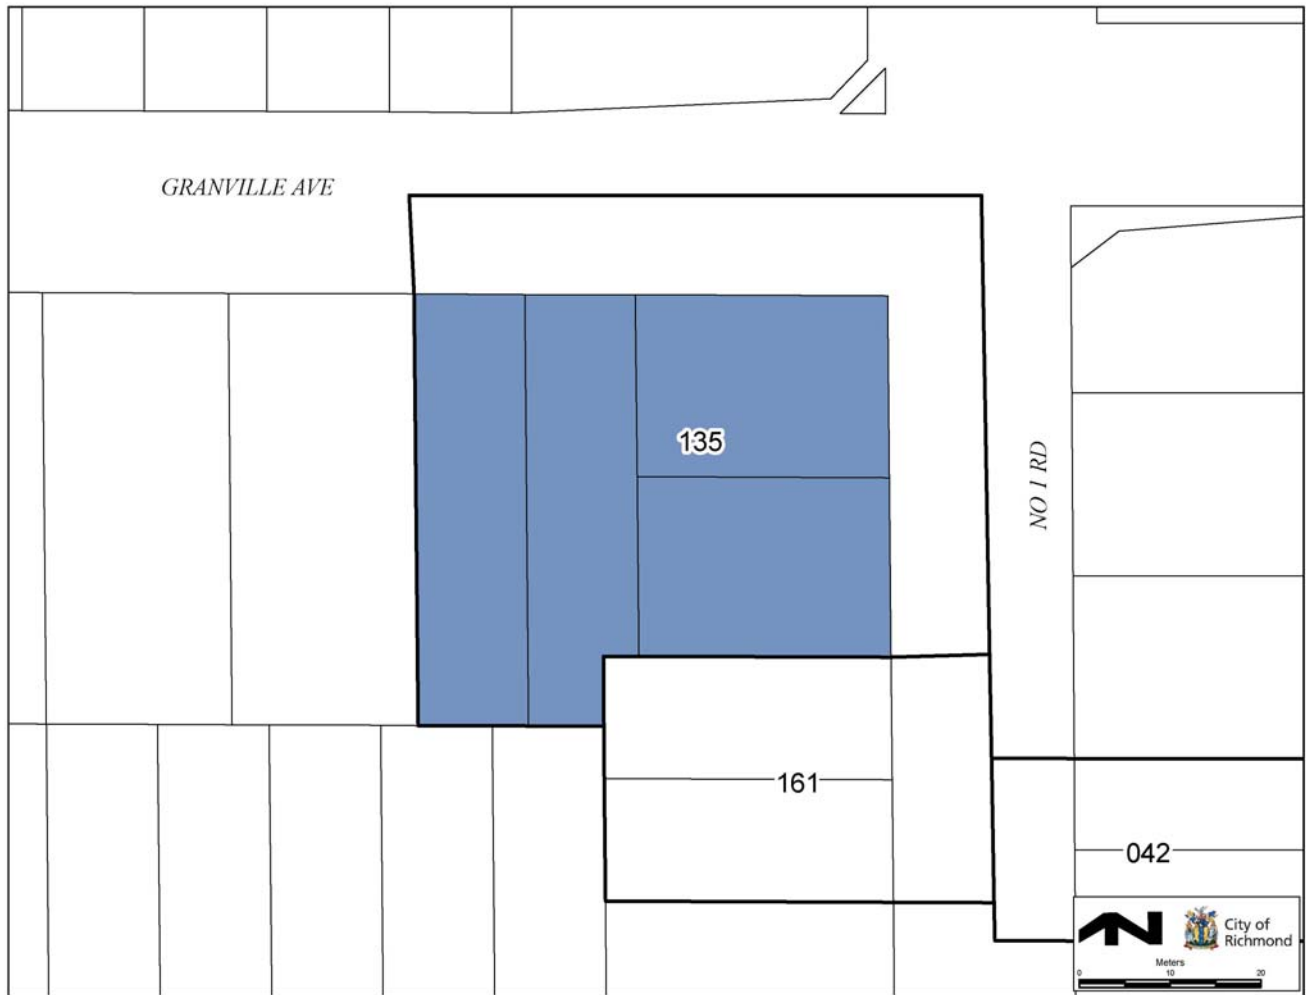 GRANVILLE AVE
135
NO 1 RD
161
042
City of
Richmond
Meters
0 10 20